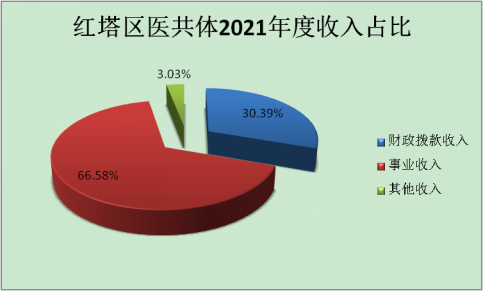 红塔区医共体2021年度收入占比
3.03%
30.39%
66.58%
财政拨款收入
事业收入
其他收入